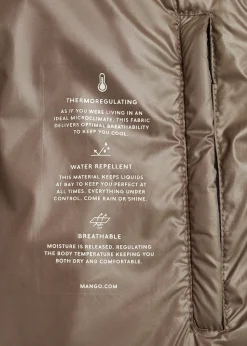 THERMOREGULATING
AS IF YOU WERE LIVING IN AN
IDEAL MICROCLIMATE; THIS FABRIC
DELIVERS OPTIMAL BREATHABILITY
TO KEEP YOU COOL.
WATER REPELLENT
THIS MATERIAL KEEPS LIQUIDS
AT BAY TO KEEP YOU PERFECT AT
ALL TIMES. EVERYTHING UNDER
CONTROL, COME RAIN OR SHINE.
BREATHABLE
MOISTURE IS RELEASED, REGULATING
THE BODY TEMPERATURE KEEPING YOU
BOTH DRY AND COMFORTABLE.
MANGO.COM